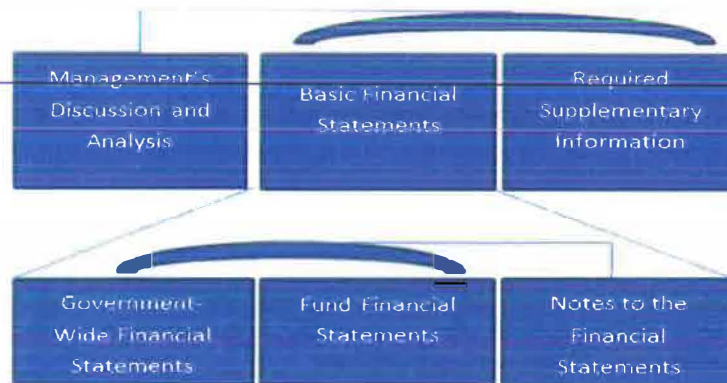 Management's
Discussion and
Analysis
Basic Financial
Statements
Required
Supplementary
Information
Government-
Wide Financial
Statements
Fund Financial
Statements
Notes to the
Financial
Statements